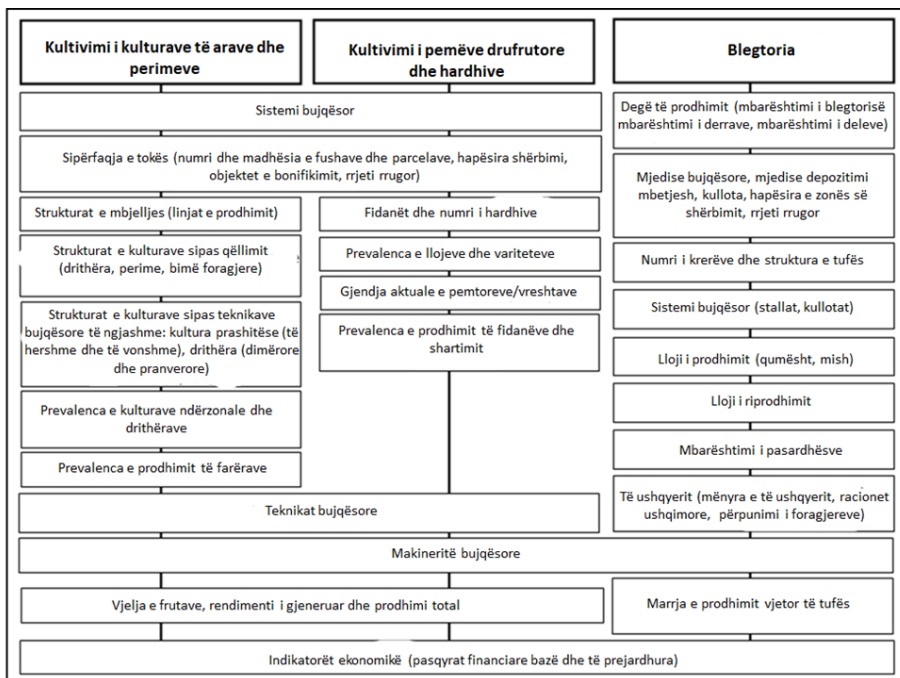 Kultivimi i kulturave të arave dhe
perimeve
Kultivimi i pemëve drufrutore
dhe hardhive
Blegtoria
Sistemi bujqësor
Degë të prodhimit (mbarështimi i blegtorisë
mbarështimi i derrave, mbarështimi i deleve)
Sipërfaqja e tokës (numri dhe madhësia e fushave dhe parcelave, hapësira shërbimi,
objektet e bonifikimit, rrjeti rrugor)
Mjedise bujqësore, mjedise depozitimi
mbetjesh, kullota, hapësira e zonës së
shërbimit, rrjeti rrugor
Strukturat e mbjelljes (linjat e prodhimit)
Fidanët dhe numri i hardhive
Strukturat e kulturave sipas qëllimit
(drithëra, perime, bimë foragjere)
Prevalenca e llojeve dhe variteteve
Numri i krerëve dhe struktura e tufës
Gjendja aktuale e pemtoreve/vreshtave
Sistemi bujqësor (stallat, kullotat)
Strukturat e kulturave sipas teknikave
bujqësore të ngjashme: kultura prashitëse (të
hershme dhe të vonshme), drithëra (dimërore
dhe pranverore)
Prevalenca e prodhimit të fidanëve dhe
shartimit
Lloji i prodhimit (qumësht, mish)
Prevalenca e kulturave ndërzonale dhe
drithërave
Lloji i riprodhimit
Mbarështimi i pasardhësve
Prevalenca e prodhimit të farërave
Të ushqyerit (mënyra e të ushqyerit, racionet
ushqimore, përpunimi i foragjereve)
Teknikat bujqësore
Makineritë bujqësore
Vjelja e frutave, rendimenti i gjeneruar dhe prodhimi total
Marrja e prodhimit vjetor të tufës
Indikatorët ekonomikë (pasqyrat financiare bazë dhe të prejardhura)